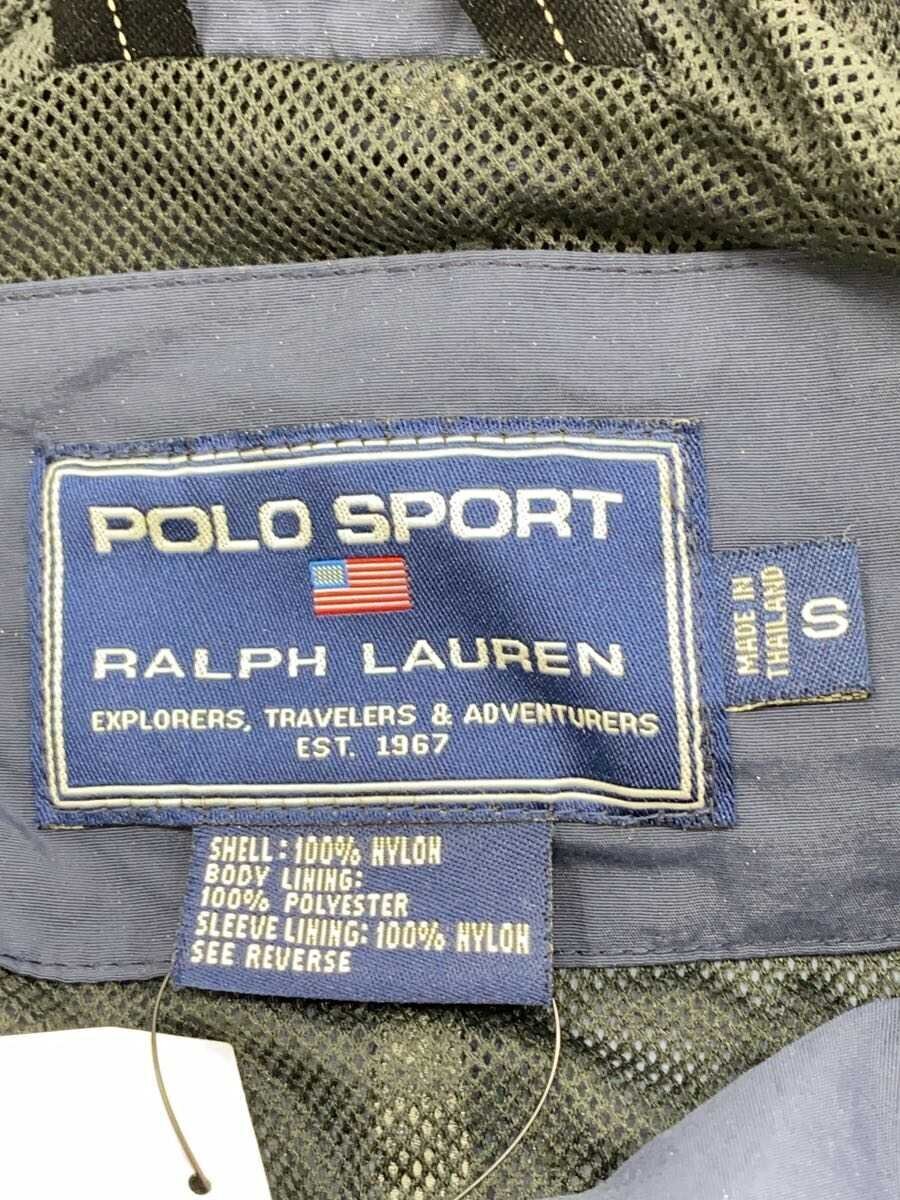 POLO SPORT
RALPH LAUREN
EXPLORERS, TRAVELERS & ADVENTURERS
EST. 1967
MADE IN
THAILAND
S
SHELL: 100% NYLON
BODY LINING:
100% POLYESTER
SLEEVE LINING: 100% NYLON
SEE REVERSE